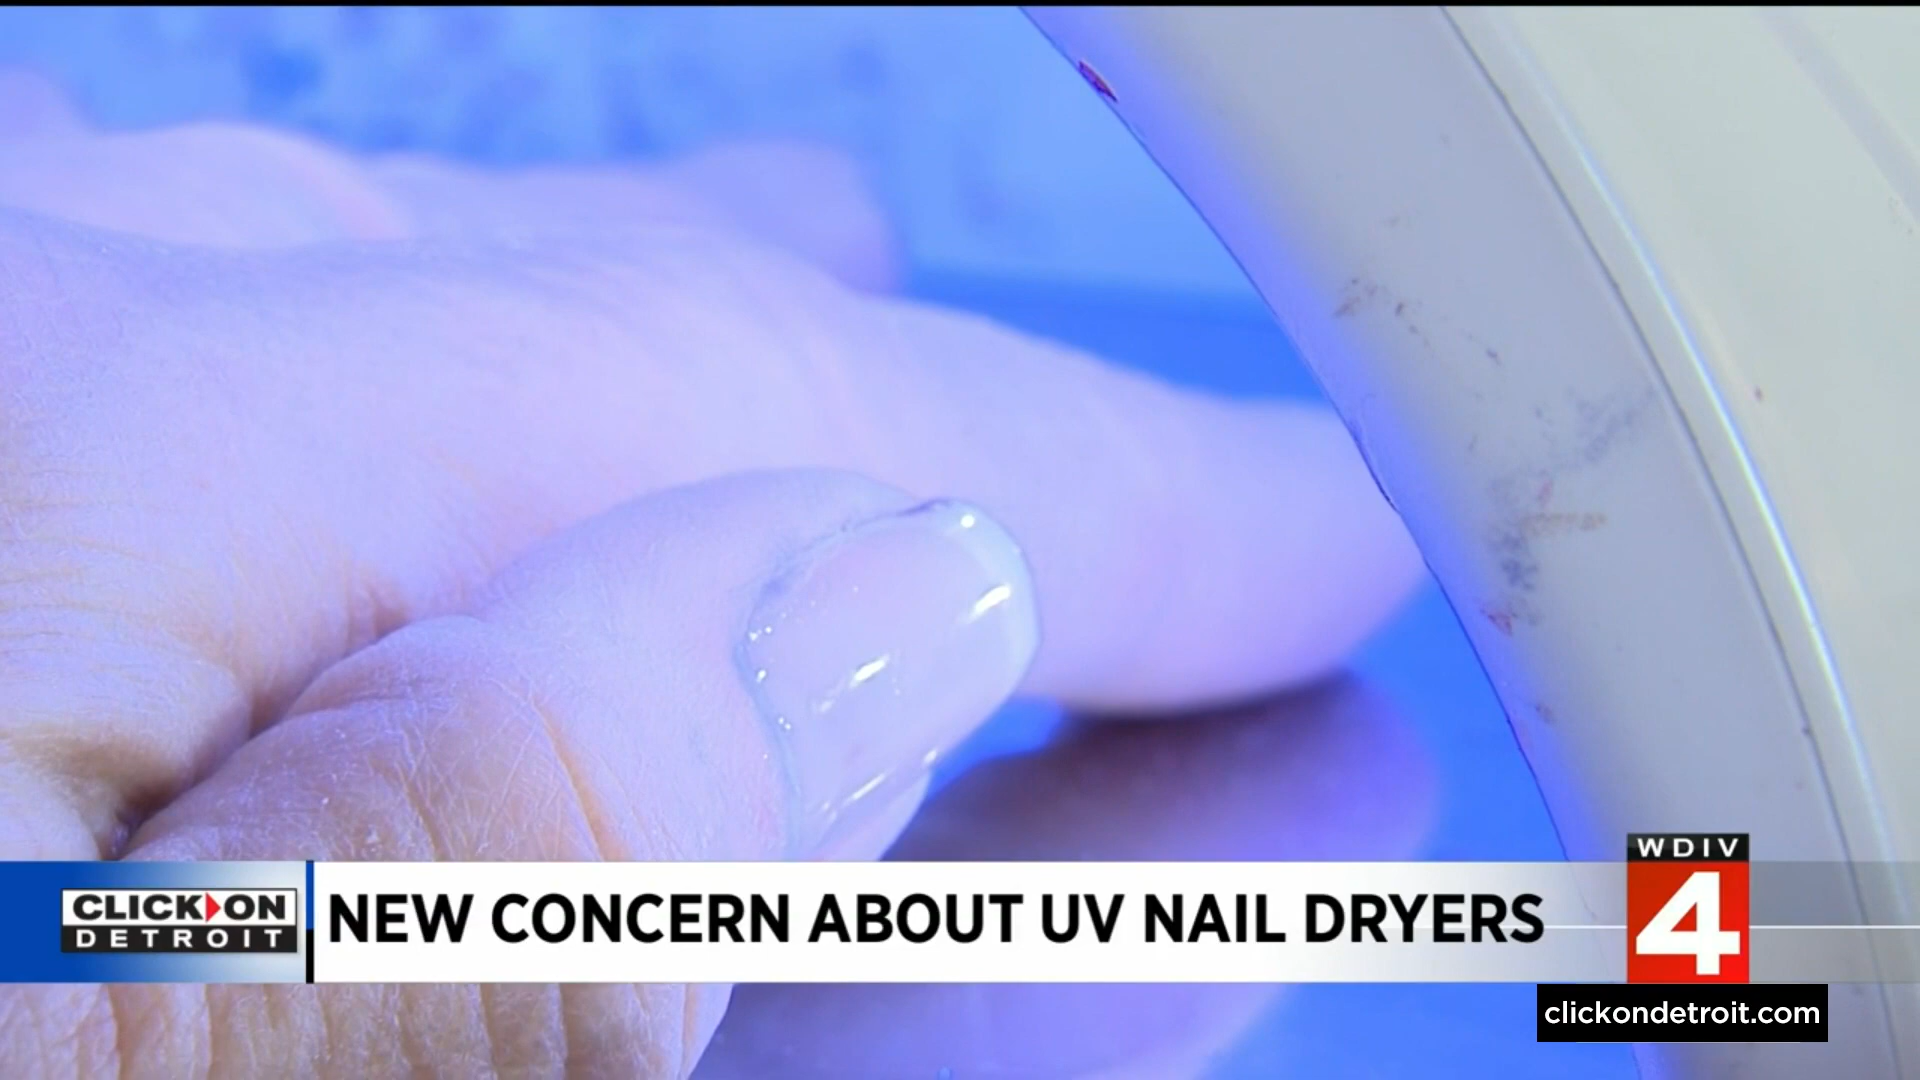 CLICK ON
DETROIT
NEW CONCERN ABOUT UV NAIL DRYERS
WDIV
4
clickondetroit.com